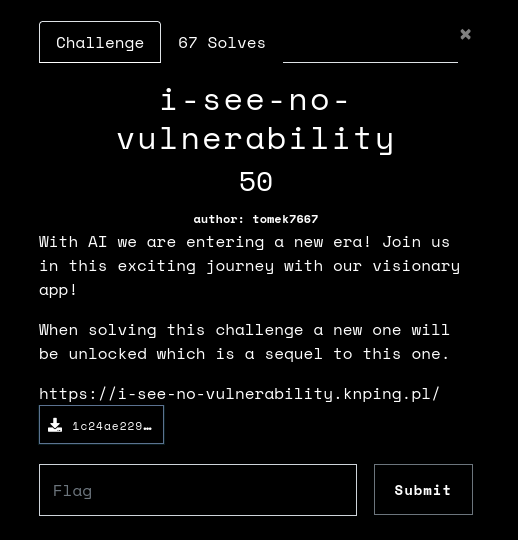 Challenge
67 Solves
×
i-see-no-
vulnerability
50
author: tomek7667
With AI we are entering a new era! Join us
in this exciting journey with our visionary
app!
When solving this challenge a new one will
be unlocked which is a sequel to this one.
https://i-see-no-vulnerability.knping.pl/
1c24ae229…
Flag
Submit